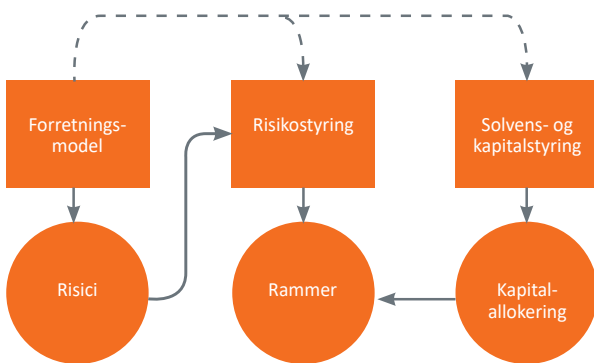 Forretnings-
model
Risikostyring
Solvens- og
kapitalstyring
Risici
Rammer
Kapital-
allokering